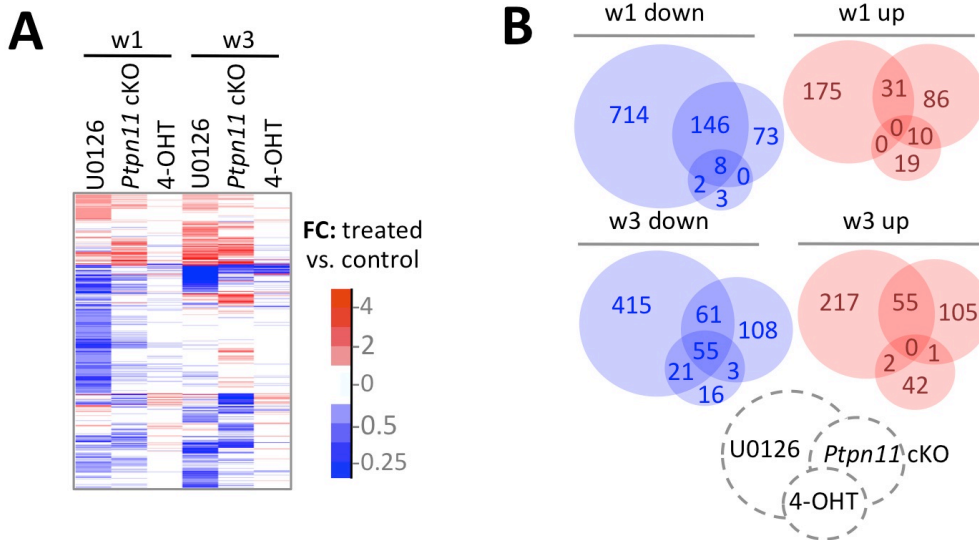 A
w1 w3
U0126
Ptpn11 cKO
4-OHT
U0126
Ptpn11 cKO
4-OHT
FC: treated
vs. control
4
2
0
0.5
0.25
B
w1 down
714
146
73
8
2
0
3
w1 up
175
31
86
0
0
10
19
w3 down
415
61
108
55
21
3
16
w3 up
217
55
105
0
2
1
42
U0126
Ptpn11 cKO
4-OHT